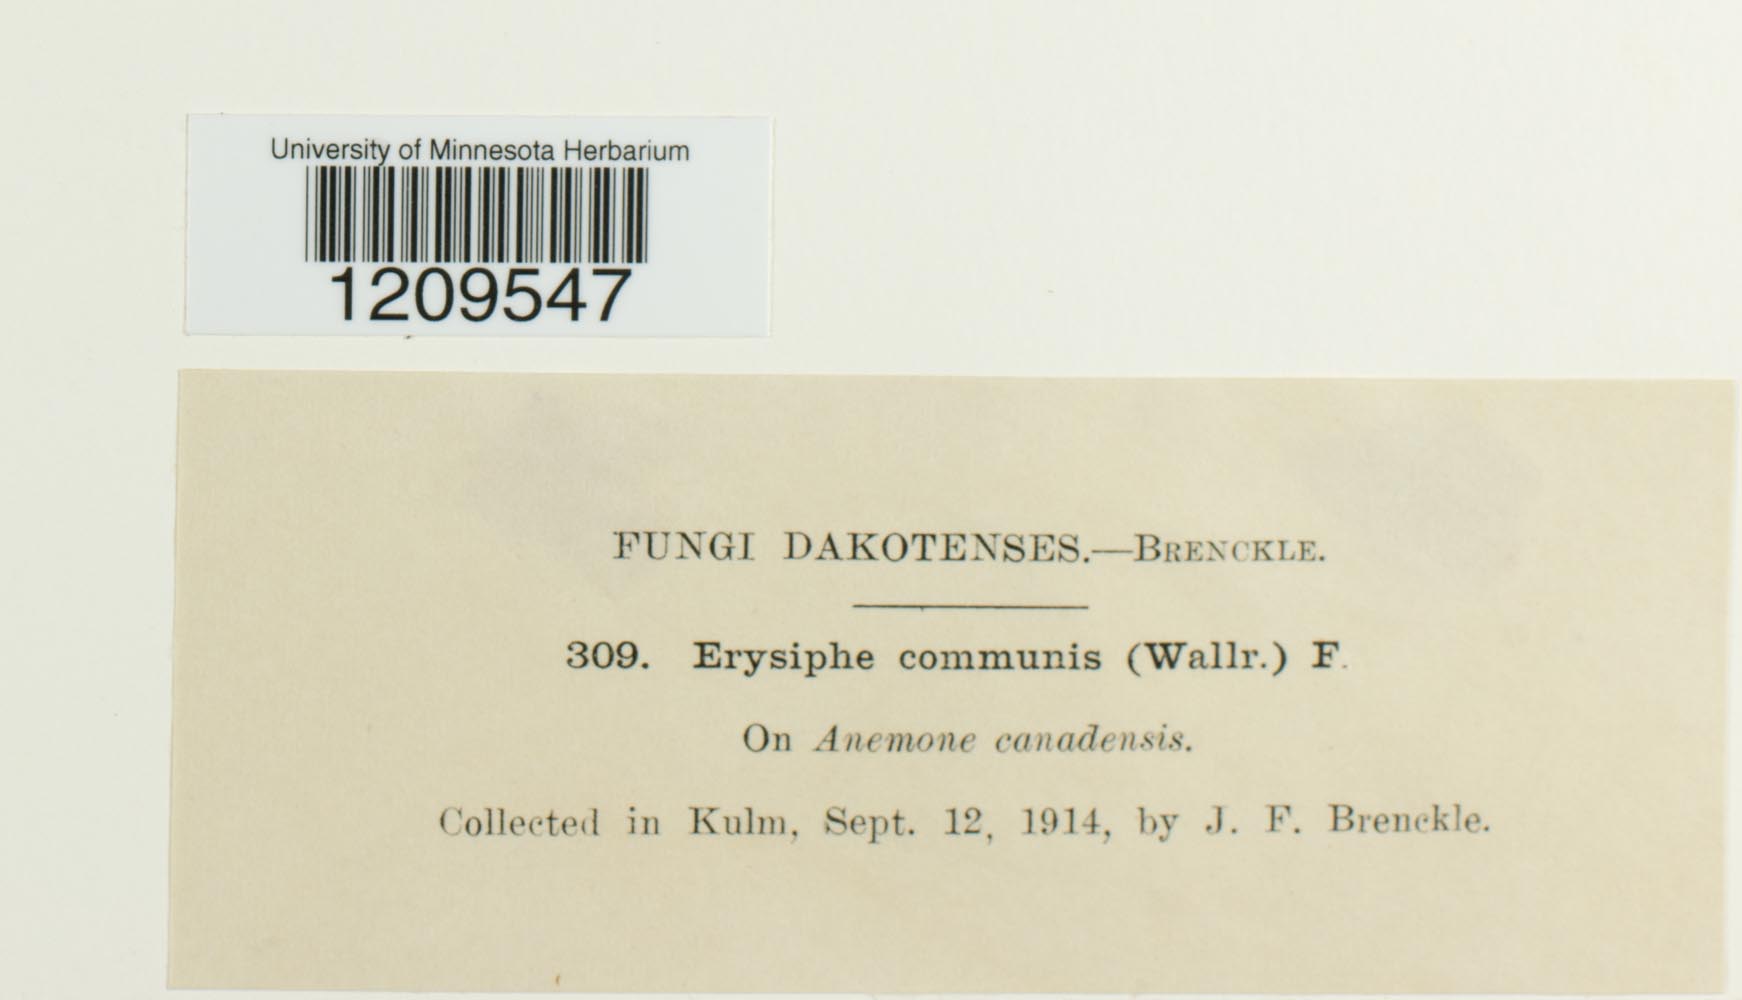 University of Minnesota Herbarium
1209547
FUNGI DAKOTENSES.—BRENCKLE.
309. Erysiphe communis (Wallr.) F.
On Anemone canadensis.
Collected in Kulm, Sept. 12, 1914, by J. F. Brenckle.